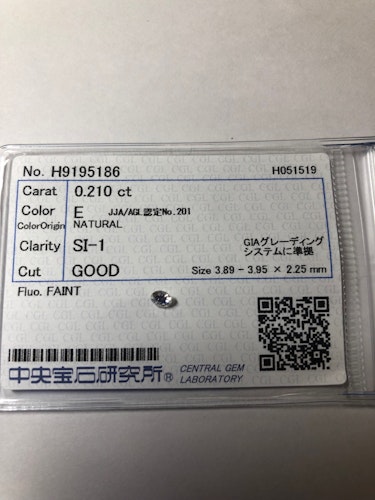 No. H9195186 H051519
Carat 0.210 ct
Color E JJA/AGL認定No.201
ColorOrigin NATURAL
Clarity SI-1 GIAグレーディング
システムに準拠
Cut GOOD Size 3.89 - 3.95 × 2.25 mm
Fluo. FAINT
中央宝石研究所® CENTRAL GEM
LABORATORY